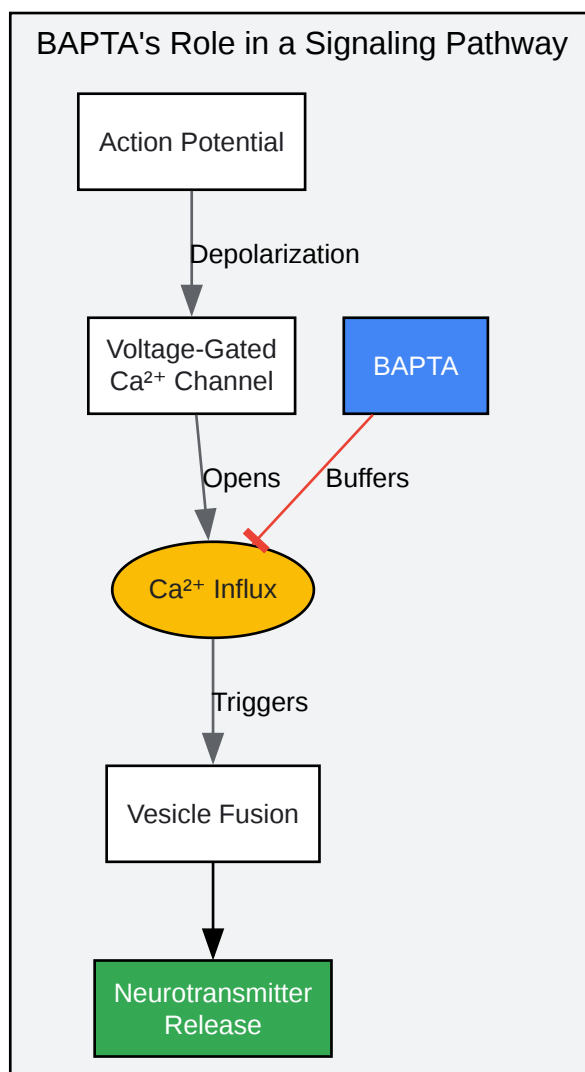 BAPTA's Role in a Signaling Pathway
Action Potential
Depolarization
Voltage-Gated
Ca²⁺ Channel
BAPTA
Opens
Buffers
Ca²⁺ Influx
Triggers
Vesicle Fusion
Neurotransmitter
Release